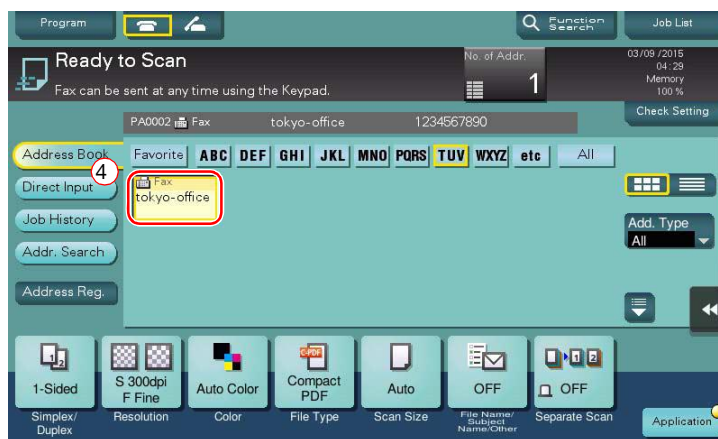 Program
Function
Search
Job List
Ready to Scan
Fax can be sent at any time using the Keypad.
No. of Addr.
1
03/09 /2015
04:29
Memory
100 %
PA0002 Fax tokyo-office 1234567890
Check Setting
Address Book
Favorite ABC DEF GHI JKL MNO PQRS TUV WXYZ etc All
4
Direct Input
Fax
tokyo-office
Job History
Add. Type
All
Addr. Search
Address Reg.
1-Sided
S 300dpi
F Fine
Auto Color
C-PDF
Compact
PDF
Auto
OFF
OFF
Simplex/
Duplex
Resolution
Color
File Type
Scan Size
File Name/
Subject
Name/Other
Separate Scan
Application